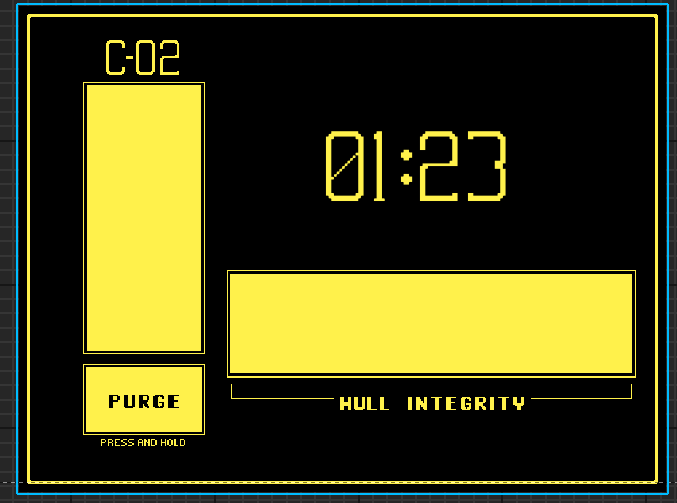 C-02
01:23
PURGE
PRESS AND HOLD
HULL INTEGRITY